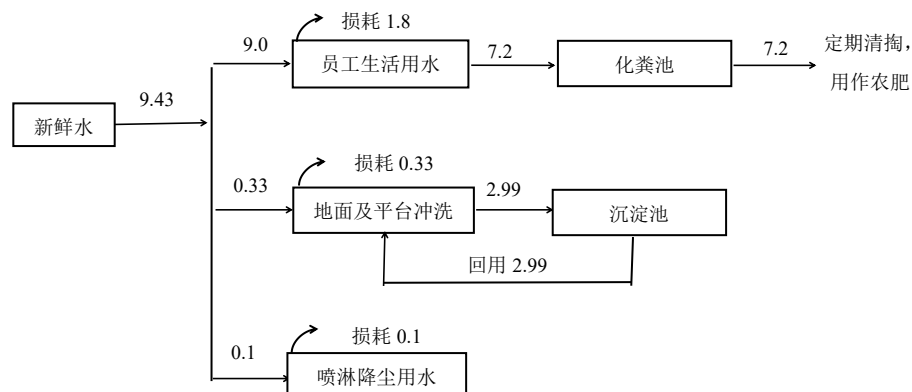 损耗 1.8
9.0
员工生活用水
7.2
化粪池
7.2
定期清掏，
用作农肥
9.43
新鲜水
损耗 0.33
0.33
地面及平台冲洗
2.99
沉淀池
回用 2.99
损耗 0.1
0.1
喷淋降尘用水